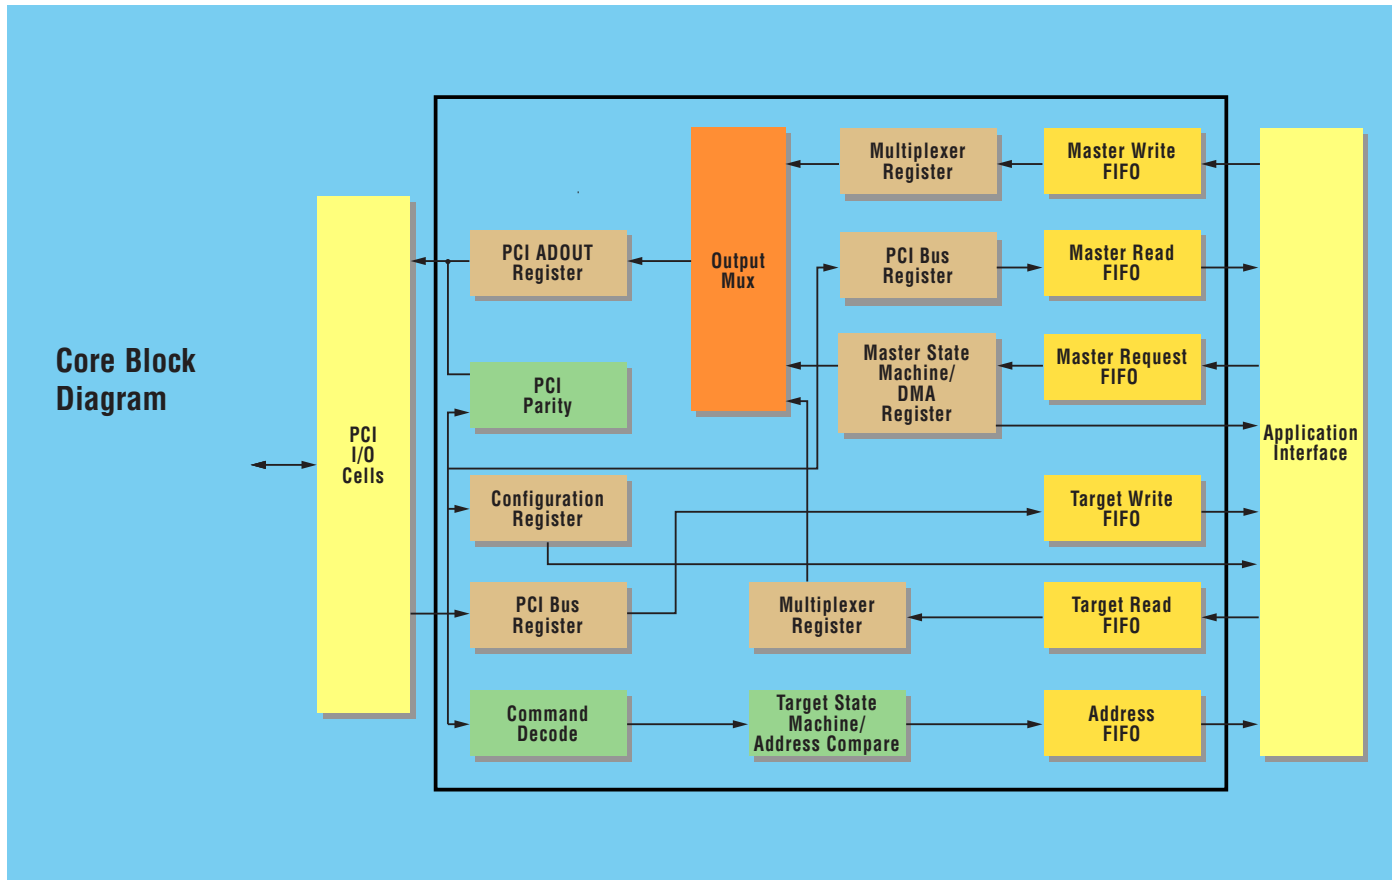 Core Block
Diagram
PCI
I/O
Cells
PCI ADOUT
Register
PCI
Parity
Configuration
Register
PCI Bus
Register
Command
Decode
Output
Mux
Multiplexer
Register
PCI Bus
Register
Master State
Machine/
DMA
Register
Multiplexer
Register
Target State
Machine/
Address Compare
Master Write
FIFO
Master Read
FIFO
Master Request
FIFO
Target Write
FIFO
Target Read
FIFO
Address
FIFO
Application
Interface